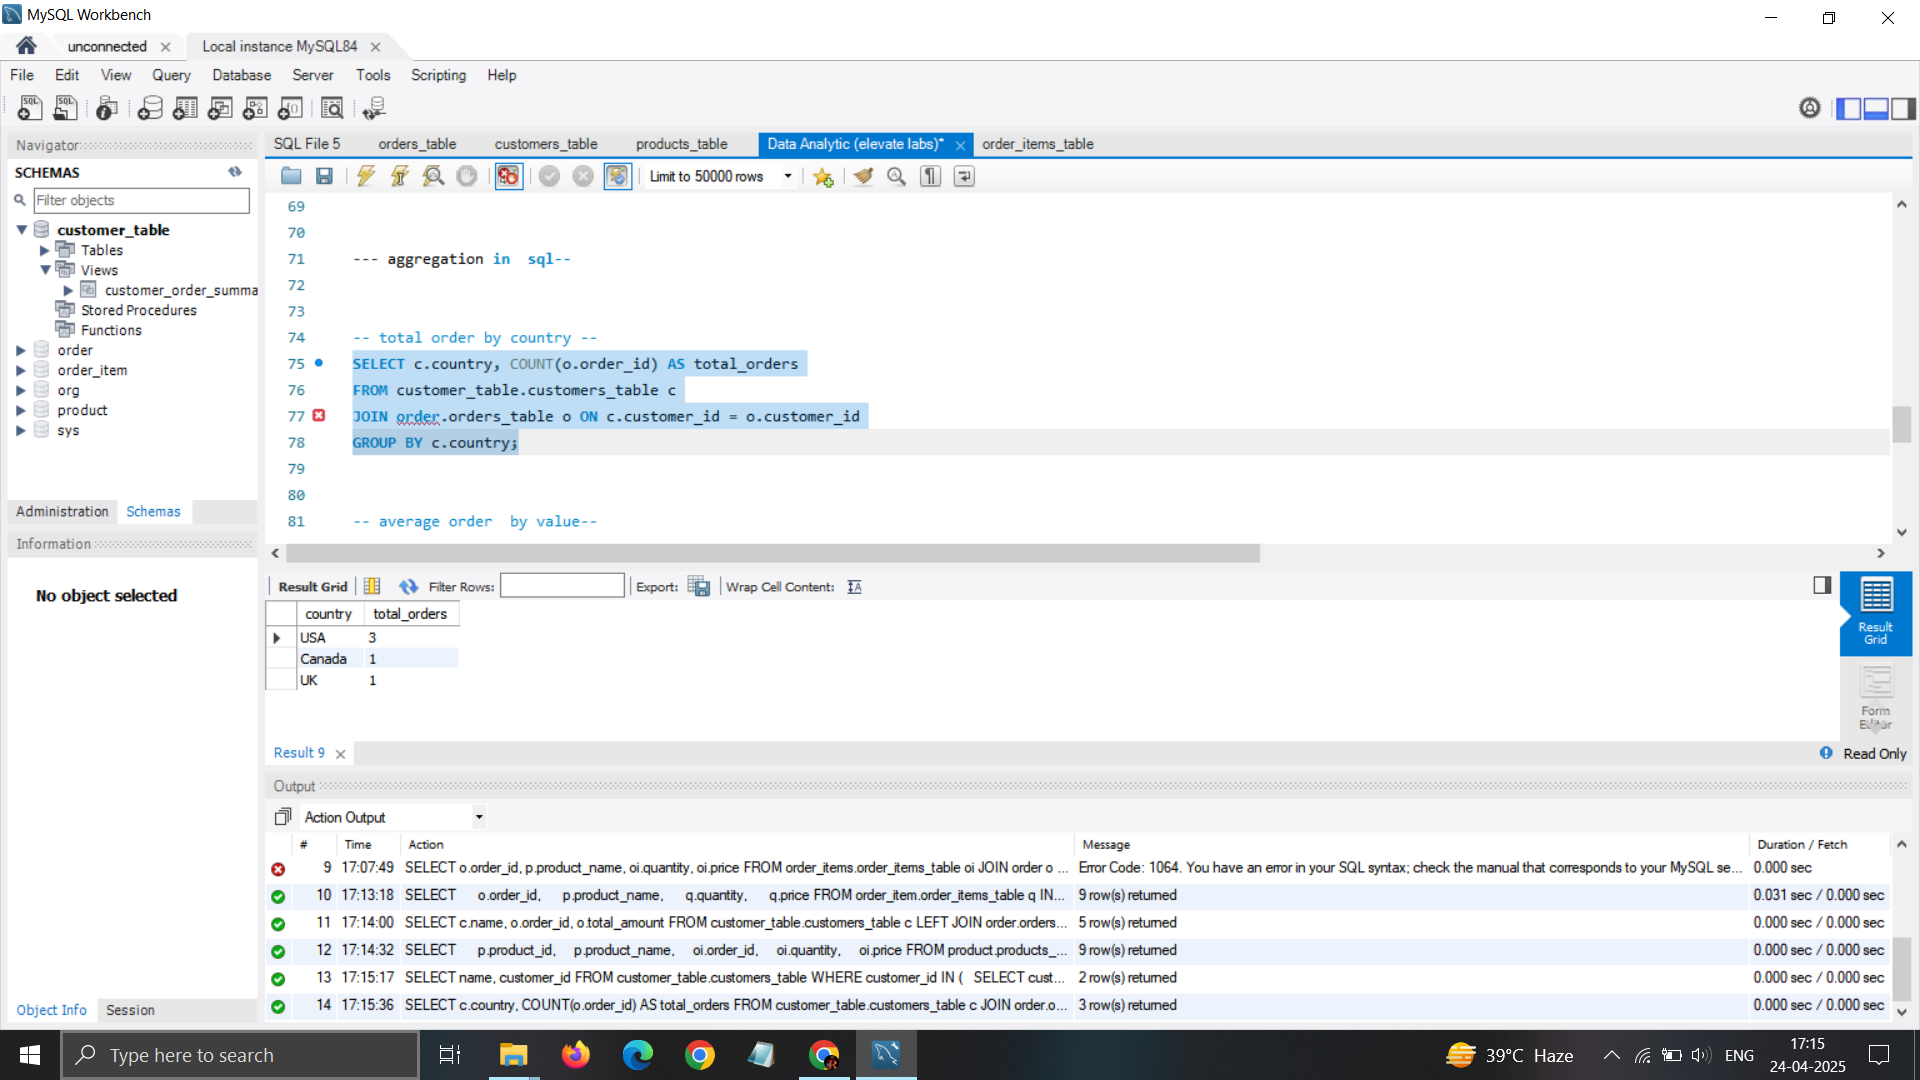 MySQL Workbench
unconnected
Local instance MySQL84
File Edit View Query Database Server Tools Scripting Help
Navigator
SCHEMAS
Filter objects
customer_table
Tables
Views
customer_order_summa
Stored Procedures
Functions
order
order_item
org
product
sys
Administration Schemas
Information
No object selected
Object Info Session
SQL File 5 orders_table customers_table products_table Data Analytic (elevate labs)* order_items_table
Limit to 50000 rows
69
70
71 --- aggregation in  sql--
72
73
74 -- total order by country --
75 SELECT c.country, COUNT(o.order_id) AS total_orders
76 FROM customer_table.customers_table c
77 JOIN order.orders_table o ON c.customer_id = o.customer_id
78 GROUP BY c.country;
79
80
81 -- average order  by value--
Result Grid Filter Rows: Export: Wrap Cell Content:
country total_orders
USA 3
Canada 1
UK 1
Result Grid
Form Editor
Result 9
Read Only
Output
Action Output
# Time Action Message Duration / Fetch
9 17:07:49 SELECT o.order_id, p.product_name, oi.quantity, oi.price FROM order_items.order_items_table oi JOIN order o ... Error Code: 1064. You have an error in your SQL syntax; check the manual that corresponds to your MySQL se... 0.000 sec
10 17:13:18 SELECT o.order_id, p.product_name, q.quantity, q.price FROM order_item.order_items_table q IN... 9 row(s) returned 0.031 sec / 0.000 sec
11 17:14:00 SELECT c.name, o.order_id, o.total_amount FROM customer_table.customers_table c LEFT JOIN order.orders... 5 row(s) returned 0.000 sec / 0.000 sec
12 17:14:32 SELECT p.product_id, p.product_name, oi.order_id, oi.quantity, oi.price FROM product.products_... 9 row(s) returned 0.000 sec / 0.000 sec
13 17:15:17 SELECT name, customer_id FROM customer_table.customers_table WHERE customer_id IN ( SELECT cust... 2 row(s) returned 0.000 sec / 0.000 sec
14 17:15:36 SELECT c.country, COUNT(o.order_id) AS total_orders FROM customer_table.customers_table c JOIN order.o... 3 row(s) returned 0.000 sec / 0.000 sec
Type here to search
39°C Haze
ENG
17:15
24-04-2025